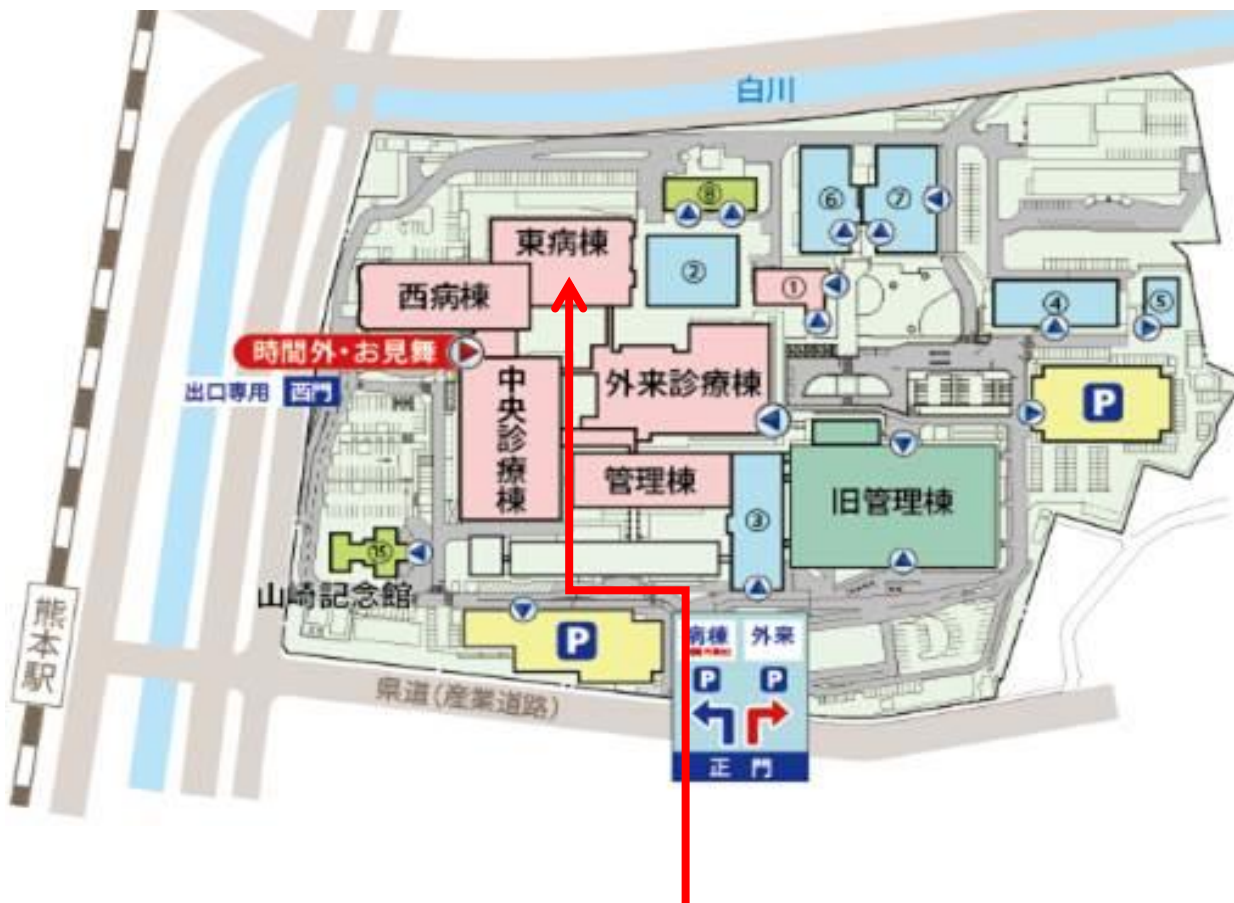 白川
⑧
⑥
⑦
東病棟
②
①
西病棟
④
⑤
時間外・お見舞
出口専用 西門
中央診療棟
外来診療棟
P
管理棟
③
旧管理棟
⑮
山崎記念館
P
病棟 外来
P P
熊本駅
県道(産業道路)
正門